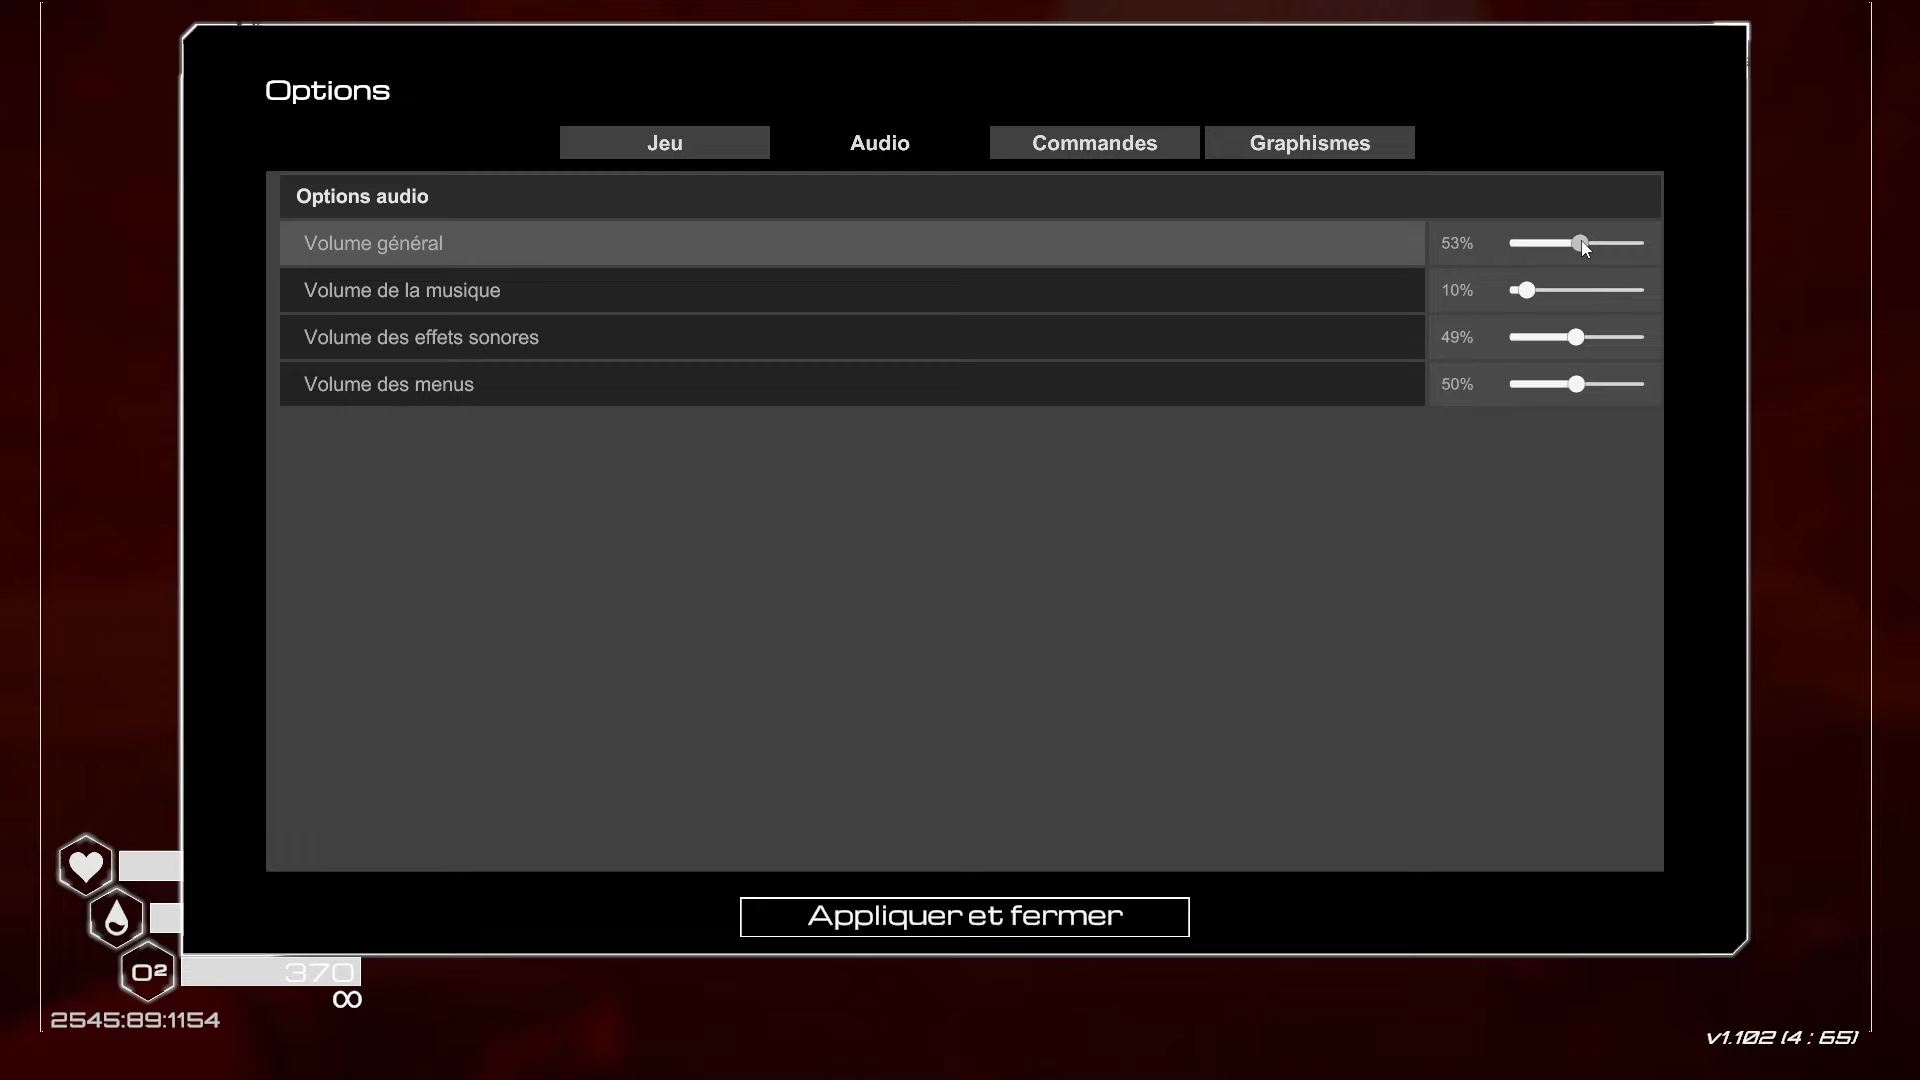 Options
Jeu Audio Commandes Graphismes
Options audio
Volume général 53%
Volume de la musique 10%
Volume des effets sonores 49%
Volume des menus 50%
Appliquer et fermer
O²
370
∞
2545:89:1154
v1.102 (4 : 65)